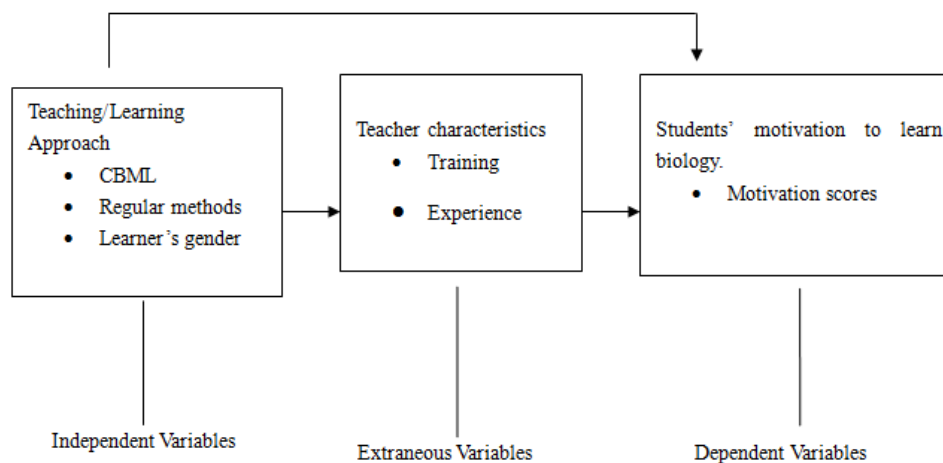 Teaching/Learning
Approach
• CBML
• Regular methods
• Learner's gender
Teacher characteristics
• Training
• Experience
Students' motivation to learn
biology.
• Motivation scores
Independent Variables
Extraneous Variables
Dependent Variables